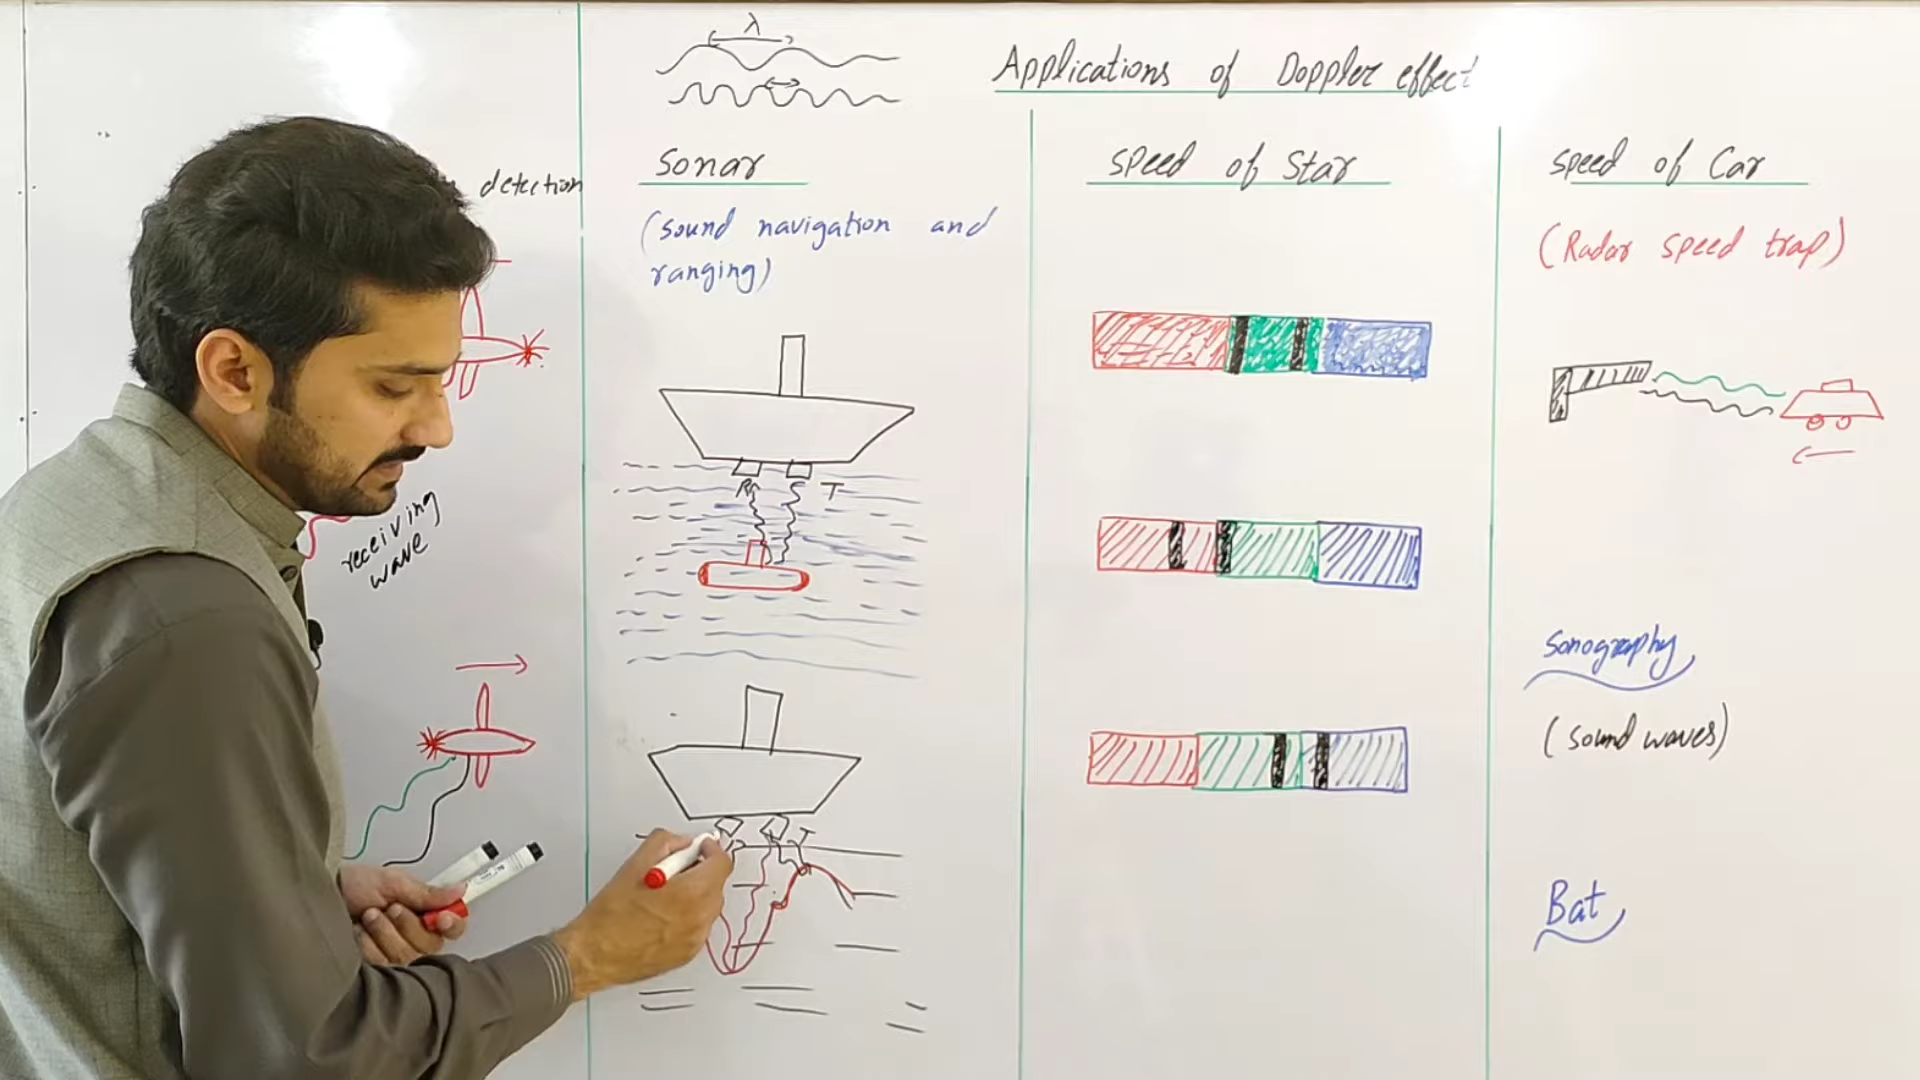 λ
Applications of Doppler effect
detection
Sonar
(Sound navigation and
ranging)
R
T
receiving
wave
T
Speed of Star
Speed of Car
(Radar speed trap)
Sonography
(Sound waves)
Bat